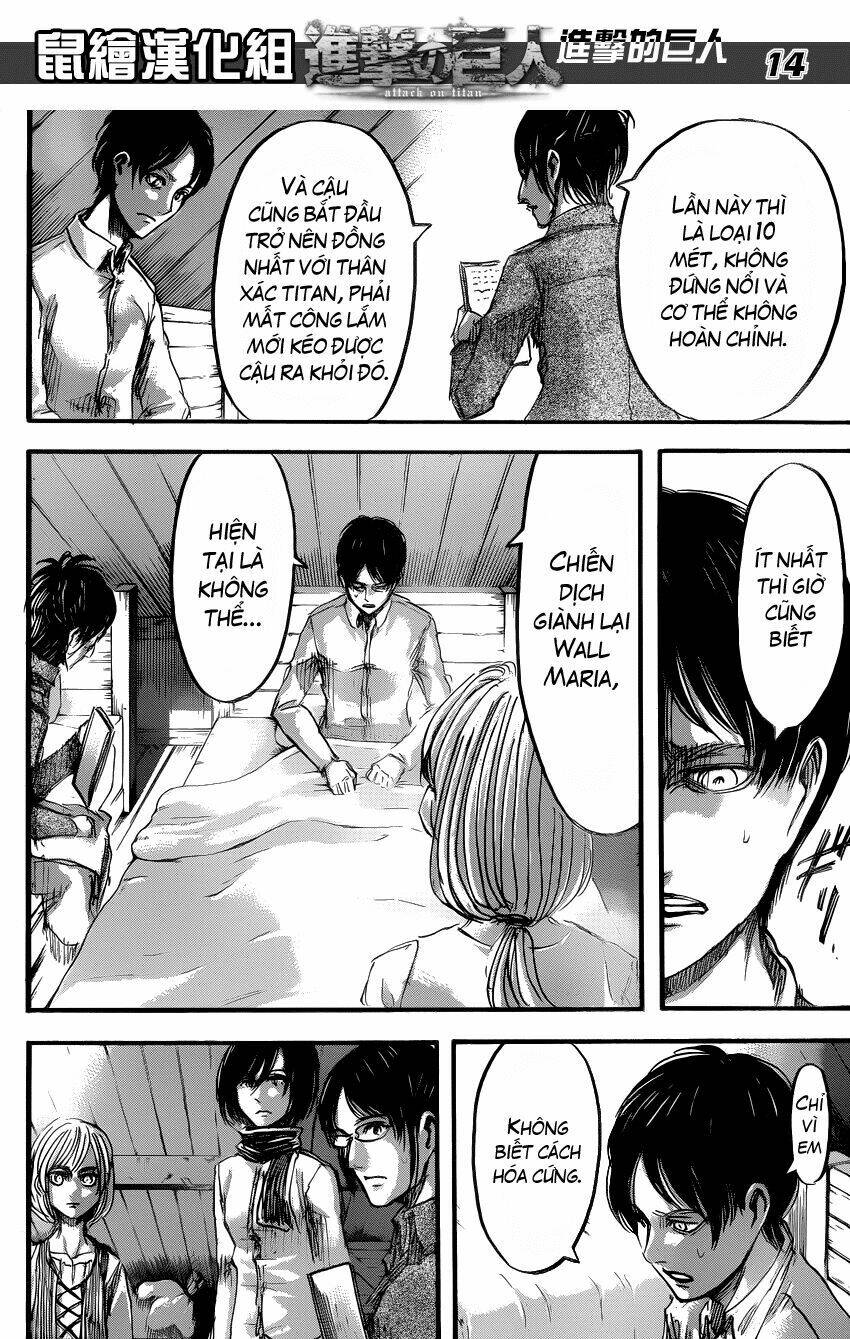 鼠繪漢化組 進撃の巨人 進擊的巨人 14
attack on titan
LẦN NÀY THÌ
LÀ LOẠI 10
MÉT, KHÔNG
ĐỨNG NỔI VÀ
CƠ THỂ KHÔNG
HOÀN CHỈNH.
VÀ CẬU
CŨNG BẮT ĐẦU
TRỞ NÊN ĐỒNG
NHẤT VỚI THÂN
XÁC TITAN, PHẢI
MẤT CÔNG LẮM
MỚI KÉO ĐƯỢC
CẬU RA KHỎI ĐÓ.
ÍT NHẤT
THÌ GIỜ
CŨNG
BIẾT
CHIẾN
DỊCH
GIÀNH LẠI
WALL
MARIA,
HIỆN
TẠI LÀ
KHÔNG
THỂ...
CHỈ
VÌ
EM
KHÔNG
BIẾT CÁCH
HÓA CỨNG.